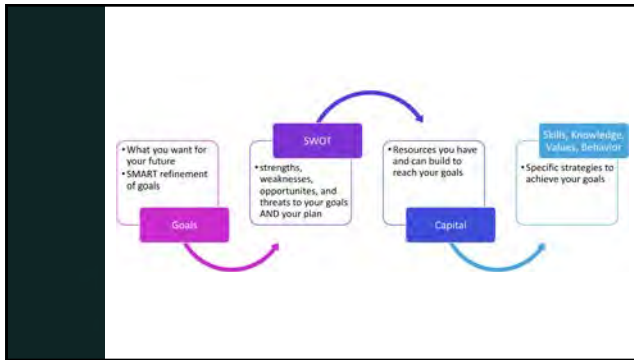 • What you want for
your future
• SMART refinement
of goals
Goals
SWOT
• strengths,
weaknesses,
opportunites, and
threats to your goals
AND your plan
• Resources you have
and can build to
reach your goals
Capital
Skills, Knowledge,
Values, Behavior
• Specific strategies to
achieve your goals